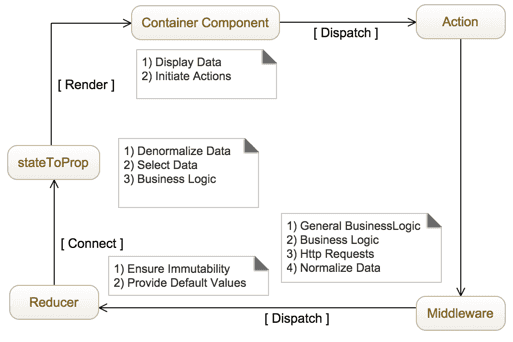 Container Component
[ Dispatch ]
Action
1) Display Data
2) Initiate Actions
[ Render ]
stateToProp
1) Denormalize Data
2) Select Data
3) Business Logic
[ Connect ]
1) General BusinessLogic
2) Business Logic
3) Http Requests
4) Normalize Data
1) Ensure Immutability
2) Provide Default Values
Reducer
[ Dispatch ]
Middleware